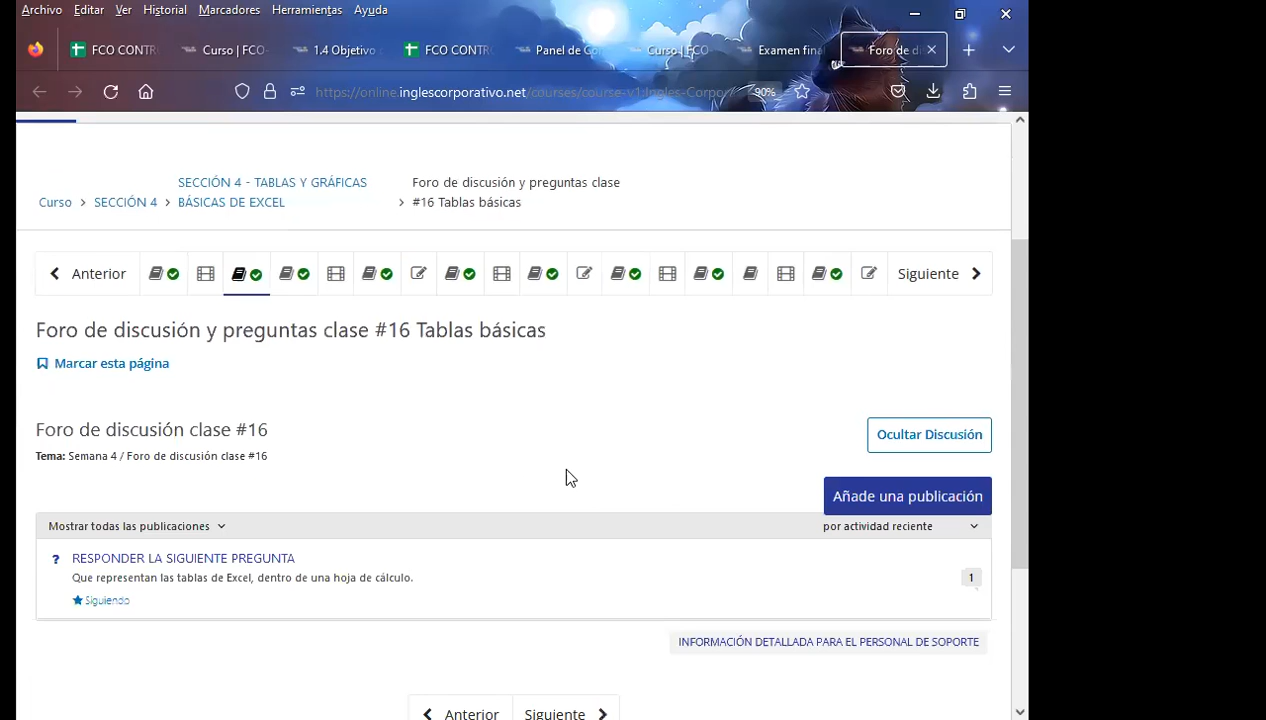 Archivo Editar Ver Historial Marcadores Herramientas Ayuda
FCO CONTR Curso | FCO- 1.4 Objetivo FCO CONTR Panel de Co Curso | FCO Examen fina Foro de di
https://online.inglescorporativo.net/courses/course-v1:Ingles-Corpor 90%
SECCIÓN 4 - TABLAS Y GRÁFICAS
BÁSICAS DE EXCEL
Foro de discusión y preguntas clase
#16 Tablas básicas
Curso > SECCIÓN 4 >
Anterior
Siguiente
Foro de discusión y preguntas clase #16 Tablas básicas
Marcar esta página
Foro de discusión clase #16
Ocultar Discusión
Tema: Semana 4 / Foro de discusión clase #16
Añade una publicación
Mostrar todas las publicaciones
por actividad reciente
? RESPONDER LA SIGUIENTE PREGUNTA
Que representan las tablas de Excel, dentro de una hoja de cálculo.
1
Siguiendo
INFORMACIÓN DETALLADA PARA EL PERSONAL DE SOPORTE
Anterior Siguiente